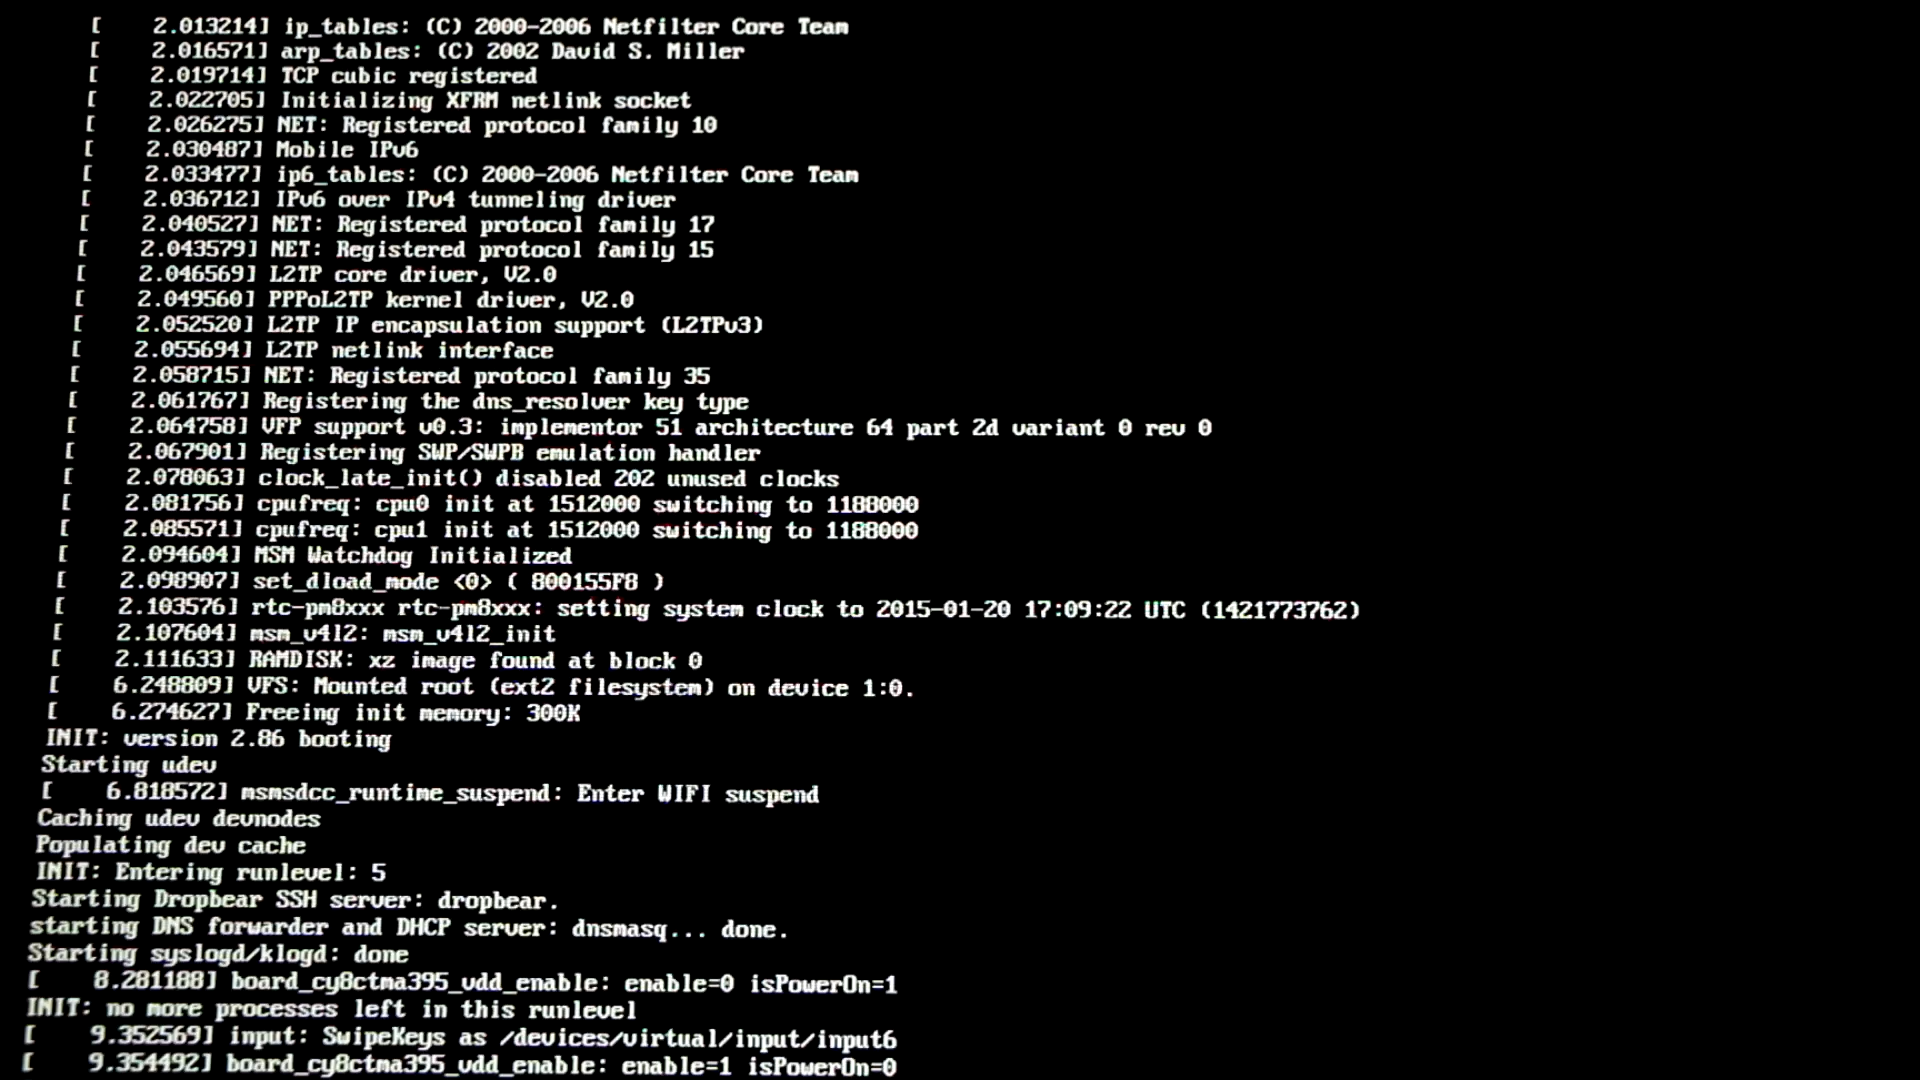 [    2.013214] ip_tables: (C) 2000-2006 Netfilter Core Team
[    2.016571] arp_tables: (C) 2002 David S. Miller
[    2.019714] TCP cubic registered
[    2.022705] Initializing XFRM netlink socket
[    2.026275] NET: Registered protocol family 10
[    2.030487] Mobile IPv6
[    2.033477] ip6_tables: (C) 2000-2006 Netfilter Core Team
[    2.036712] IPv6 over IPv4 tunneling driver
[    2.040527] NET: Registered protocol family 17
[    2.043579] NET: Registered protocol family 15
[    2.046569] L2TP core driver, V2.0
[    2.049560] PPPoL2TP kernel driver, V2.0
[    2.052520] L2TP IP encapsulation support (L2TPv3)
[    2.055694] L2TP netlink interface
[    2.058715] NET: Registered protocol family 35
[    2.061767] Registering the dns_resolver key type
[    2.064758] VFP support v0.3: implementor 51 architecture 64 part 2d variant 0 rev 0
[    2.067901] Registering SWP/SWPB emulation handler
[    2.078063] clock_late_init() disabled 202 unused clocks
[    2.081756] cpufreq: cpu0 init at 1512000 switching to 1188000
[    2.085571] cpufreq: cpu1 init at 1512000 switching to 1188000
[    2.094604] MSM Watchdog Initialized
[    2.098907] set_dload_mode <0> ( 800155F8 )
[    2.103576] rtc-pm8xxx rtc-pm8xxx: setting system clock to 2015-01-20 17:09:22 UTC (1421773762)
[    2.107604] msm_v4l2: msm_v4l2_init
[    2.111633] RAMDISK: xz image found at block 0
[    6.248809] VFS: Mounted root (ext2 filesystem) on device 1:0.
[    6.274627] Freeing init memory: 300K
INIT: version 2.86 booting
Starting udev
[    6.818572] msmsdcc_runtime_suspend: Enter WIFI suspend
Caching udev devnodes
Populating dev cache
INIT: Entering runlevel: 5
Starting Dropbear SSH server: dropbear.
starting DNS forwarder and DHCP server: dnsmasq... done.
Starting syslogd/klogd: done
[    8.281188] board_cy8ctma395_vdd_enable: enable=0 isPowerOn=1
INIT: no more processes left in this runlevel
[    9.352569] input: SwipeKeys as /devices/virtual/input/input6
[    9.354492] board_cy8ctma395_vdd_enable: enable=1 isPowerOn=0